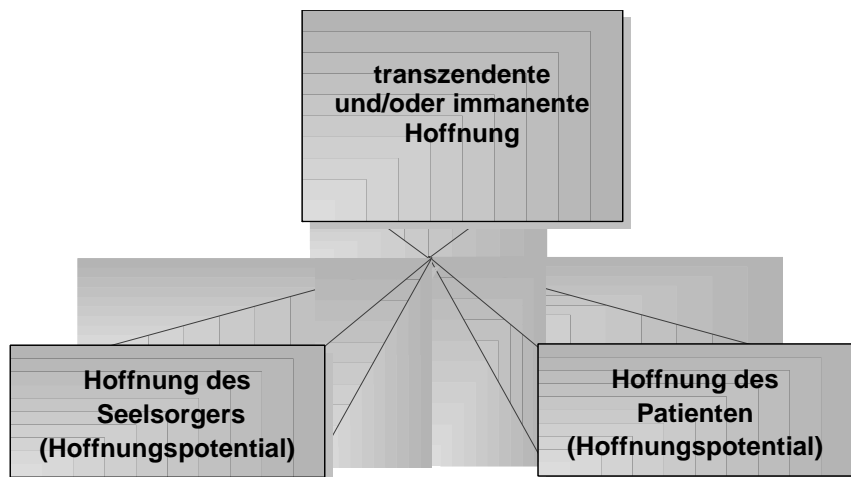 transzendente
und/oder immanente
Hoffnung
Hoffnung des
Seelsorgers
(Hoffnungspotential)
Hoffnung des
Patienten
(Hoffnungspotential)